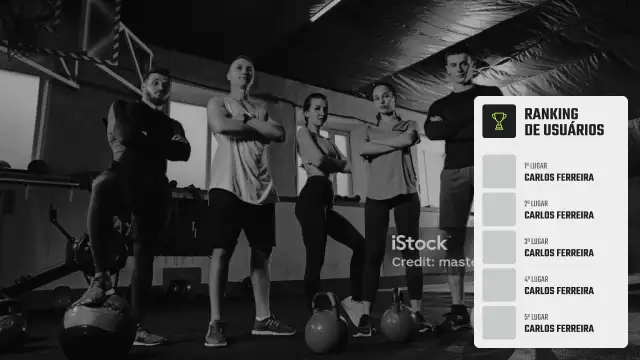 RANKING
DE USUÁRIOS
1º LUGAR
CARLOS FERREIRA
2º LUGAR
CARLOS FERREIRA
3º LUGAR
CARLOS FERREIRA
4º LUGAR
CARLOS FERREIRA
5º LUGAR
CARLOS FERREIRA
iStock
Credit: maste